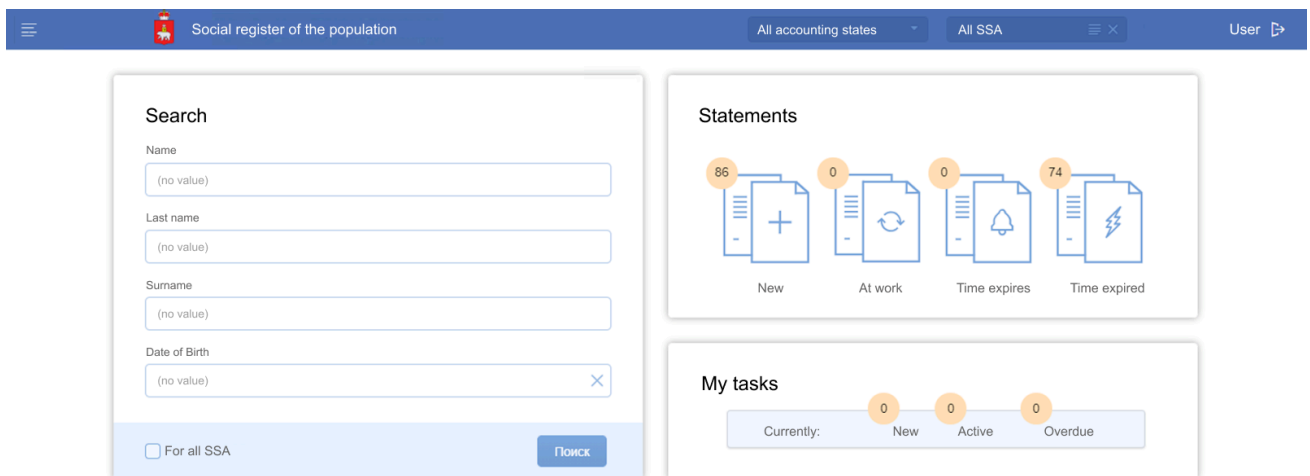 Social register of the population
All accounting states
All SSA
User
Search
Name
(no value)
Last name
(no value)
Surname
(no value)
Date of Birth
(no value)
For all SSA
Поиск
Statements
86
0
0
74
New
At work
Time expires
Time expired
My tasks
0
0
0
Currently:
New
Active
Overdue